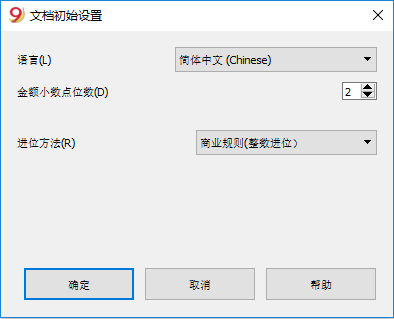 文档初始设置
语言(L)
简体中文 (Chinese)
金额小数点位数(D)
2
进位方法(R)
商业规则(整数进位）
确定
取消
帮助